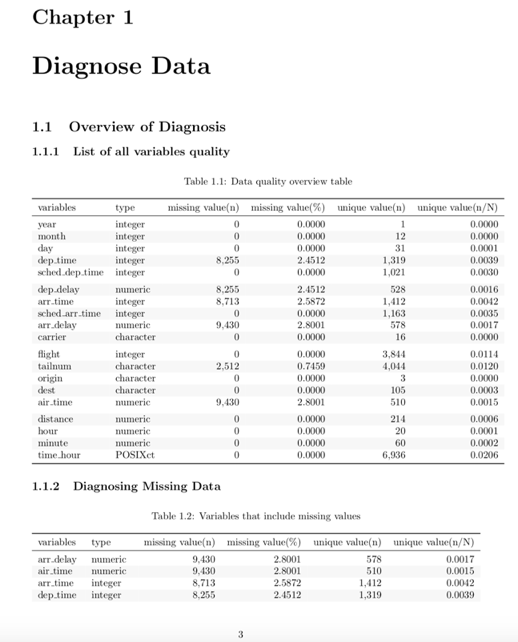 Chapter 1
Diagnose Data
1.1 Overview of Diagnosis
1.1.1 List of all variables quality
Table 1.1: Data quality overview table
variables type missing value(n) missing value(%) unique value(n) unique value(n/N)
year integer 0 0.0000 1 0.0000
month integer 0 0.0000 12 0.0000
day integer 0 0.0000 31 0.0001
dep_time integer 8,255 2.4512 1,319 0.0039
sched_dep_time integer 0 0.0000 1,021 0.0030
dep_delay numeric 8,255 2.4512 528 0.0016
arr_time integer 8,713 2.5872 1,412 0.0042
sched_arr_time integer 0 0.0000 1,163 0.0035
arr_delay numeric 9,430 2.8001 578 0.0017
carrier character 0 0.0000 16 0.0000
flight integer 0 0.0000 3,844 0.0114
tailnum character 2,512 0.7459 4,044 0.0120
origin character 0 0.0000 3 0.0000
dest character 0 0.0000 105 0.0003
air_time numeric 9,430 2.8001 510 0.0015
distance numeric 0 0.0000 214 0.0006
hour numeric 0 0.0000 20 0.0001
minute numeric 0 0.0000 60 0.0002
time_hour POSIXct 0 0.0000 6,936 0.0206
1.1.2 Diagnosing Missing Data
Table 1.2: Variables that include missing values
variables type missing value(n) missing value(%) unique value(n) unique value(n/N)
arr_delay numeric 9,430 2.8001 578 0.0017
air_time numeric 9,430 2.8001 510 0.0015
arr_time integer 8,713 2.5872 1,412 0.0042
dep_time integer 8,255 2.4512 1,319 0.0039
3